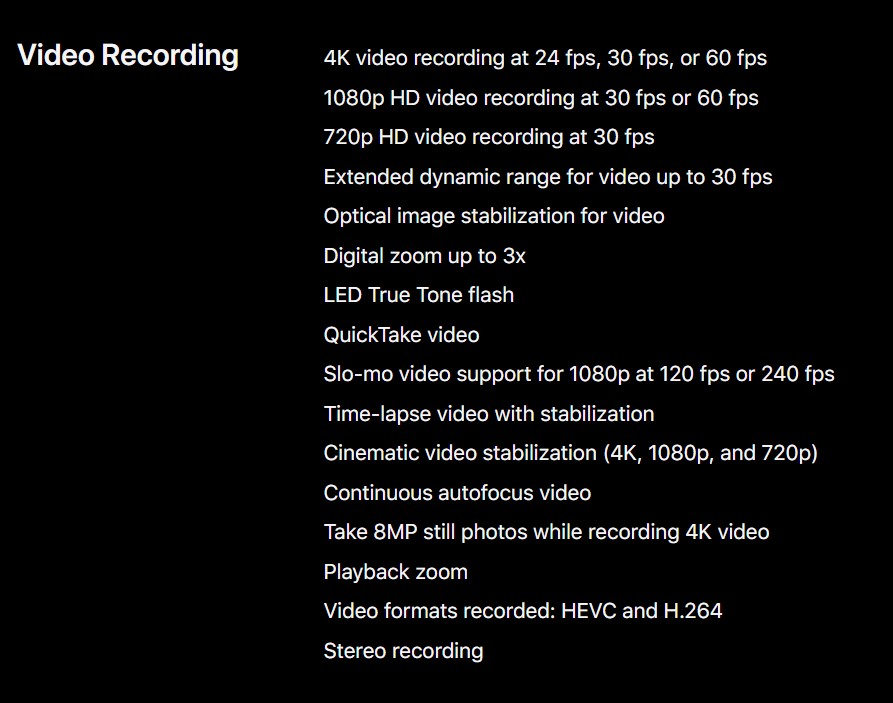 Video Recording
4K video recording at 24 fps, 30 fps, or 60 fps
1080p HD video recording at 30 fps or 60 fps
720p HD video recording at 30 fps
Extended dynamic range for video up to 30 fps
Optical image stabilization for video
Digital zoom up to 3x
LED True Tone flash
QuickTake video
Slo-mo video support for 1080p at 120 fps or 240 fps
Time-lapse video with stabilization
Cinematic video stabilization (4K, 1080p, and 720p)
Continuous autofocus video
Take 8MP still photos while recording 4K video
Playback zoom
Video formats recorded: HEVC and H.264
Stereo recording